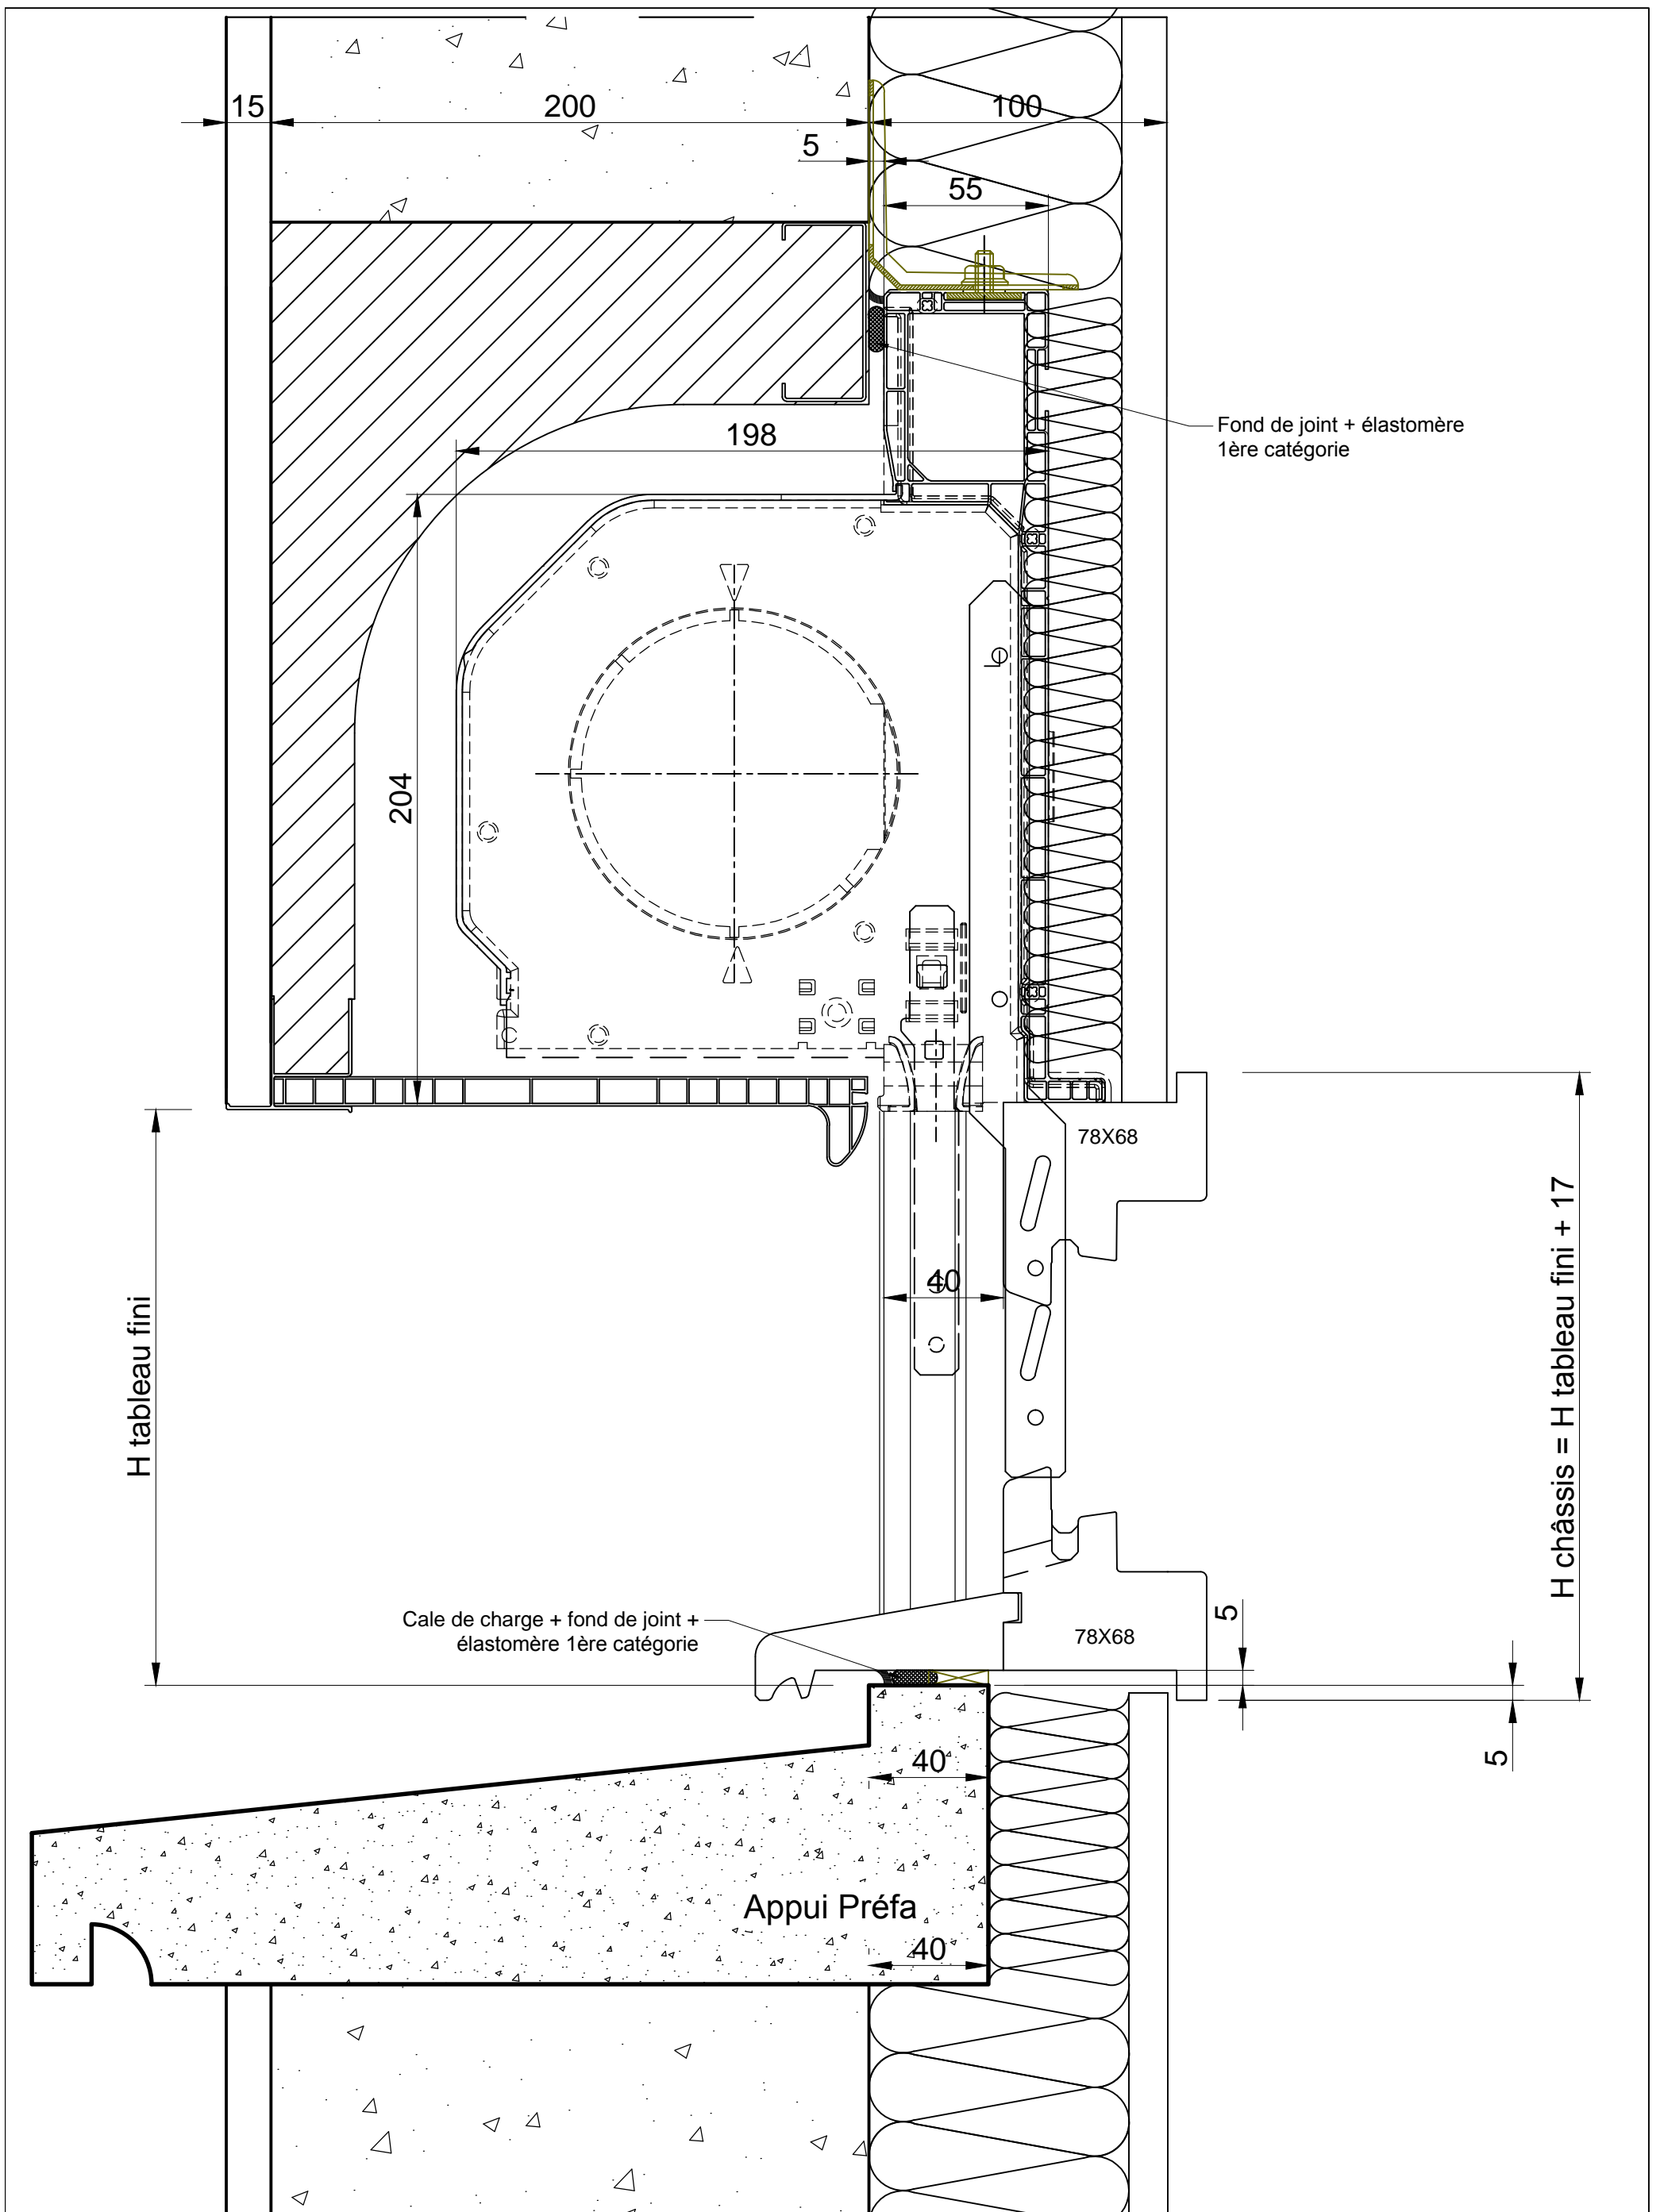 15
200
100
5
55
Fond de joint + élastomère
1ère catégorie
198
204
78X68
40
H tableau fini
H châssis = H tableau fini + 17
Cale de charge + fond de joint +
élastomère 1ère catégorie
78X68
5
5
40
Appui Préfa
40